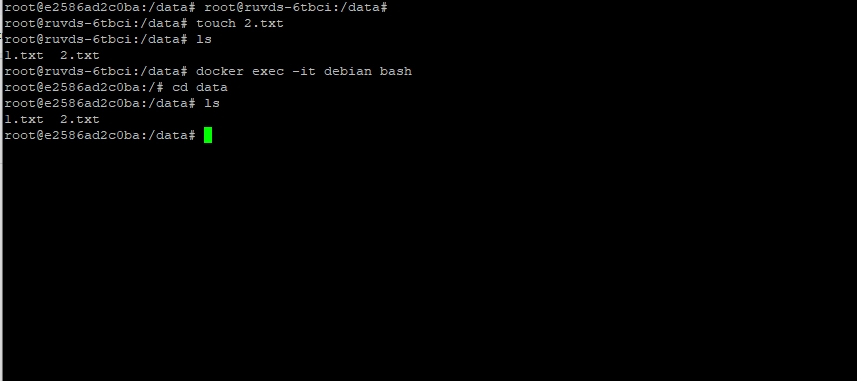 root@e2586ad2c0ba:/data# root@ruvds-6tbci:/data#
root@ruvds-6tbci:/data# touch 2.txt
root@ruvds-6tbci:/data# ls
1.txt  2.txt
root@ruvds-6tbci:/data# docker exec -it debian bash
root@e2586ad2c0ba:/# cd data
root@e2586ad2c0ba:/data# ls
1.txt  2.txt
root@e2586ad2c0ba:/data#